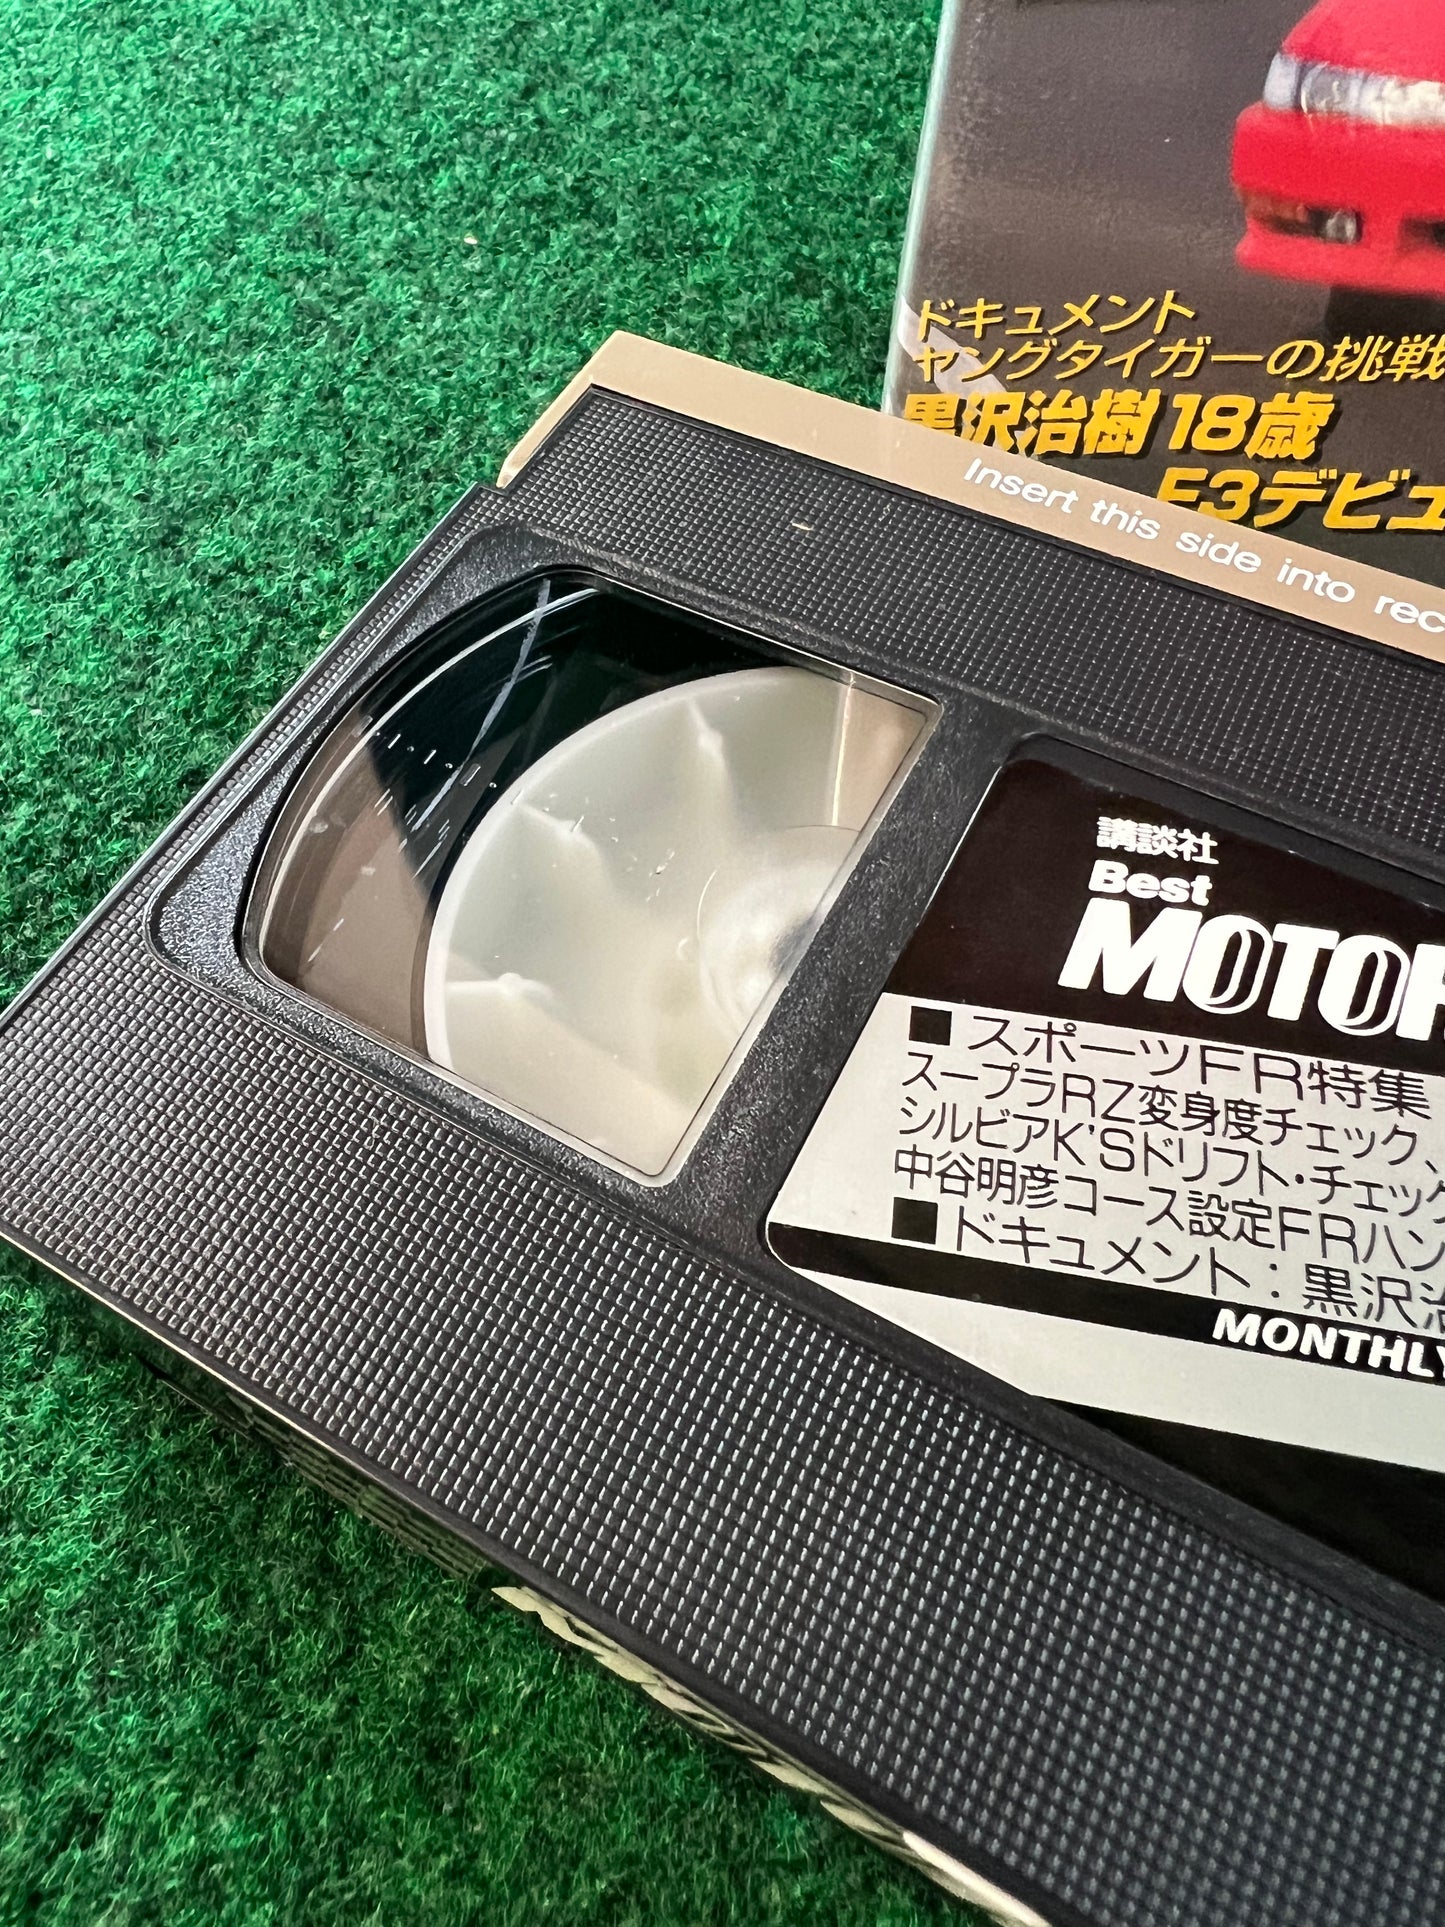 ドキュメント
ヤングタイガーの挑戦
黒沢治樹18歳
F3デビュ
Insert this side into rec
講談社
Best
MOTOR
■スポーツFR特集
スープラRZ変身度チェック、
シルビアK'Sドリフト・チェック
中谷明彦コース設定FRハン
■ドキュメント:黒沢治
MONTHLY